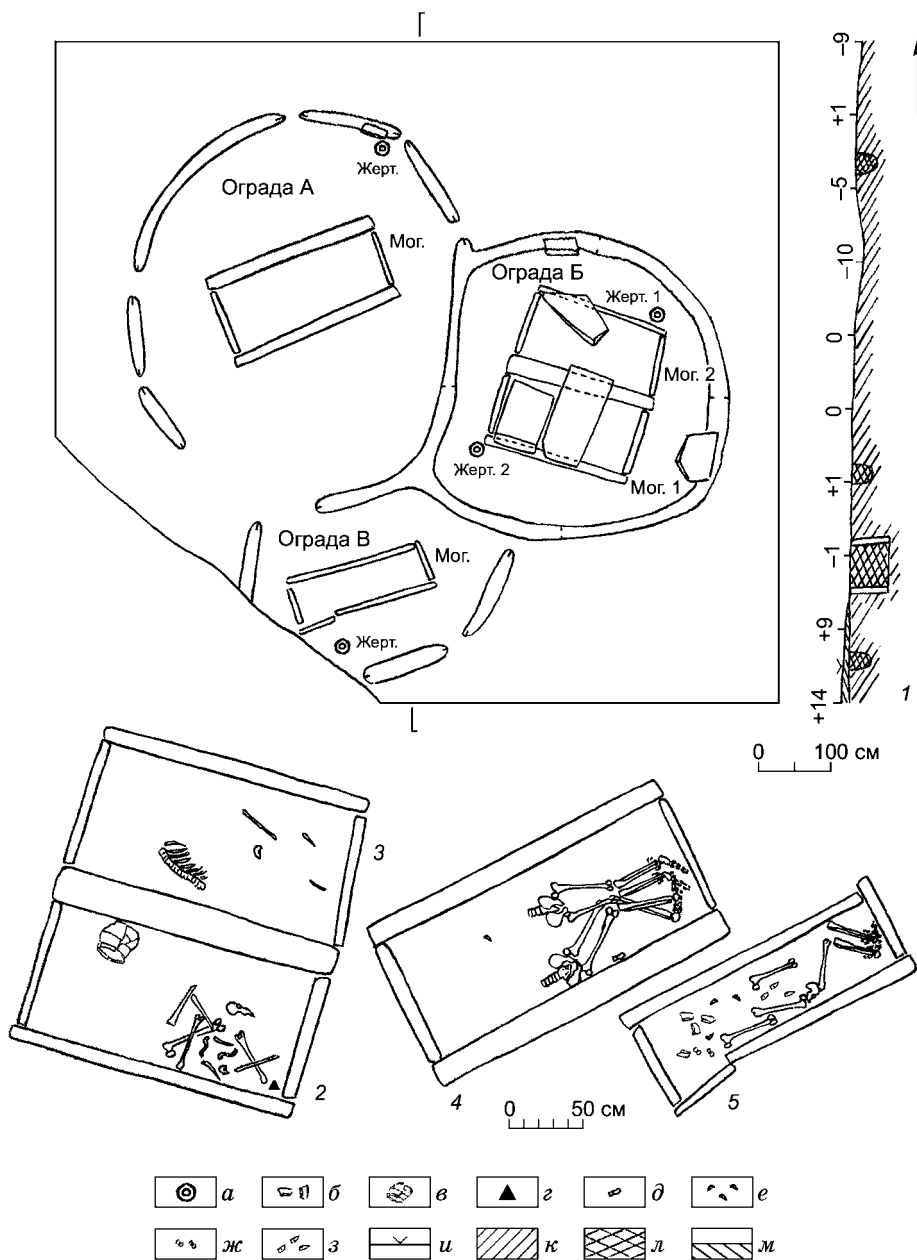 Жерт.
Ограда А
Мог.
Ограда Б
Жерт. 1
Мог. 2
Жерт. 2
Мог. 1
Ограда В
Мог.
Жерт.
–9
+1
–5
–10
0
0
+1
–1
+9
+14
1
0 100 см
3
2
4
5
0 50 см
а б в г д е
ж з и к л м